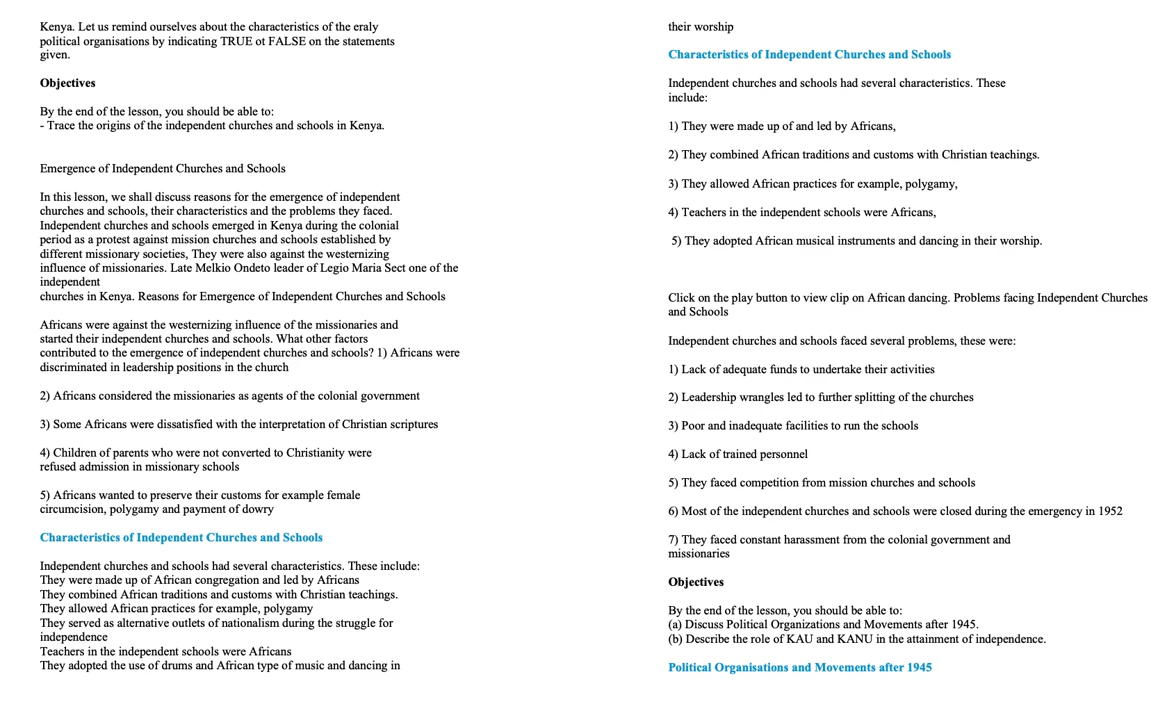 Kenya. Let us remind ourselves about the characteristics of the eraly
political organisations by indicating TRUE ot FALSE on the statements
given.
Objectives
By the end of the lesson, you should be able to:
- Trace the origins of the independent churches and schools in Kenya.
Emergence of Independent Churches and Schools
In this lesson, we shall discuss reasons for the emergence of independent
churches and schools, their characteristics and the problems they faced.
Independent churches and schools emerged in Kenya during the colonial
period as a protest against mission churches and schools established by
different missionary societies, They were also against the westernizing
influence of missionaries. Late Melkio Ondeto leader of Legio Maria Sect one of the
independent
churches in Kenya. Reasons for Emergence of Independent Churches and Schools
Africans were against the westernizing influence of the missionaries and
started their independent churches and schools. What other factors
contributed to the emergence of independent churches and schools? 1) Africans were
discriminated in leadership positions in the church
2) Africans considered the missionaries as agents of the colonial government
3) Some Africans were dissatisfied with the interpretation of Christian scriptures
4) Children of parents who were not converted to Christianity were
refused admission in missionary schools
5) Africans wanted to preserve their customs for example female
circumcision, polygamy and payment of dowry
Characteristics of Independent Churches and Schools
Independent churches and schools had several characteristics. These include:
They were made up of African congregation and led by Africans
They combined African traditions and customs with Christian teachings.
They allowed African practices for example, polygamy
They served as alternative outlets of nationalism during the struggle for
independence
Teachers in the independent schools were Africans
They adopted the use of drums and African type of music and dancing in
their worship
Characteristics of Independent Churches and Schools
Independent churches and schools had several characteristics. These
include:
1) They were made up of and led by Africans,
2) They combined African traditions and customs with Christian teachings.
3) They allowed African practices for example, polygamy,
4) Teachers in the independent schools were Africans,
5) They adopted African musical instruments and dancing in their worship.
Click on the play button to view clip on African dancing. Problems facing Independent Churches
and Schools
Independent churches and schools faced several problems, these were:
1) Lack of adequate funds to undertake their activities
2) Leadership wrangles led to further splitting of the churches
3) Poor and inadequate facilities to run the schools
4) Lack of trained personnel
5) They faced competition from mission churches and schools
6) Most of the independent churches and schools were closed during the emergency in 1952
7) They faced constant harassment from the colonial government and
missionaries
Objectives
By the end of the lesson, you should be able to:
(a) Discuss Political Organizations and Movements after 1945.
(b) Describe the role of KAU and KANU in the attainment of independence.
Political Organisations and Movements after 1945